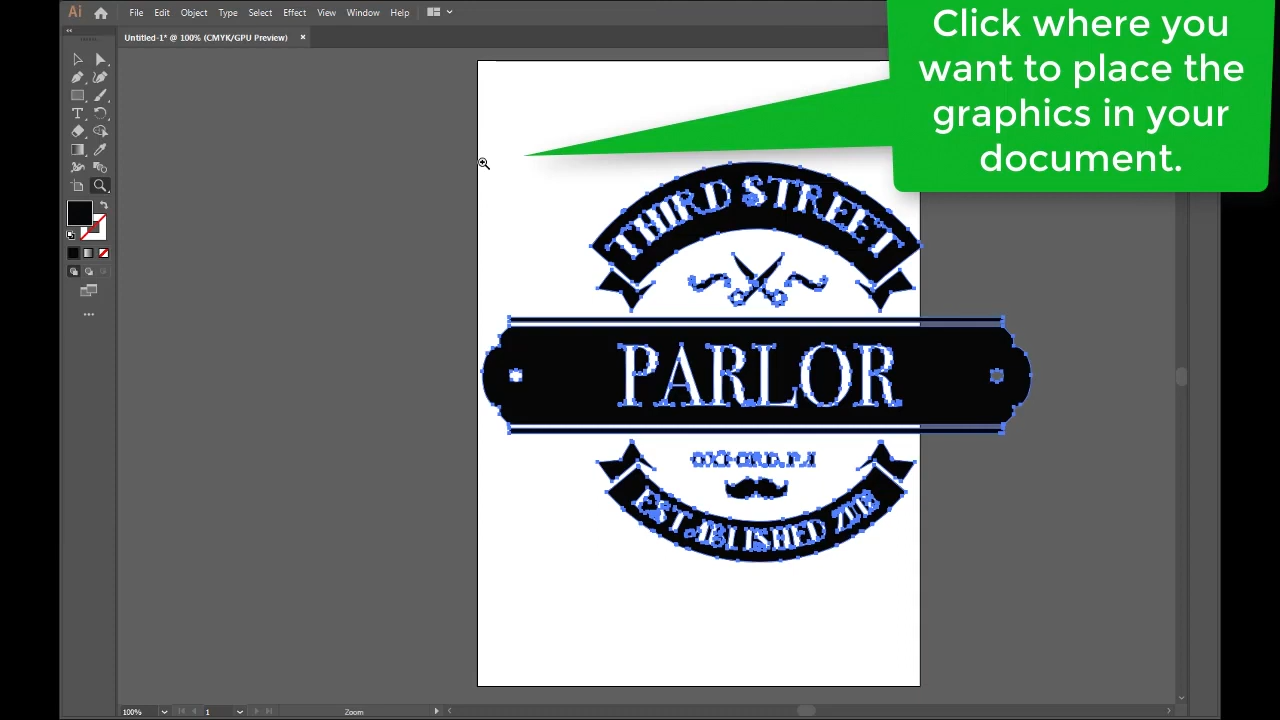 Ai File Edit Object Type Select Effect View Window Help
Untitled-1* @ 100% (CMYK/GPU Preview) ×
Click where you
want to place the
graphics in your
document.
THIRD STREET
PARLOR
ESTABLISHED
100% 1 Zoom